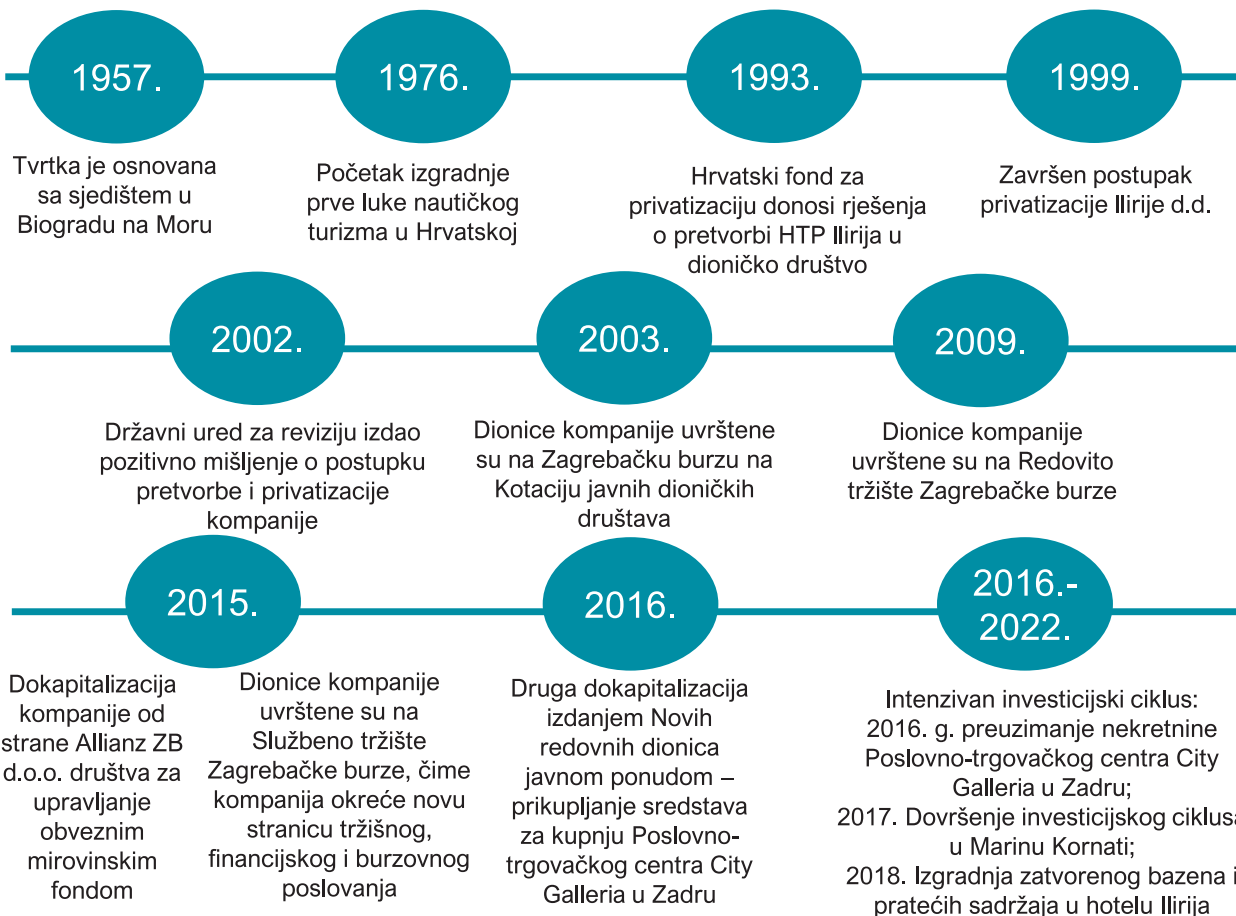 1957.
Tvrtka je osnovana
sa sjedištem u
Biogradu na Moru
1976.
Početak izgradnje
prve luke nautičkog
turizma u Hrvatskoj
1993.
Hrvatski fond za
privatizaciju donosi rješenja
o pretvorbi HTP Ilirija u
dioničko društvo
1999.
Završen postupak
privatizacije Ilirije d.d.
2002.
Državni ured za reviziju izdao
pozitivno mišljenje o postupku
pretvorbe i privatizacije
kompanije
2003.
Dionice kompanije uvrštene
su na Zagrebačku burzu na
Kotaciju javnih dioničkih
društava
2009.
Dionice kompanije
uvrštene su na Redovito
tržište Zagrebačke burze
2015.
Dokapitalizacija
kompanije od
strane Allianz ZB
d.o.o. društva za
upravljanje
obveznim
mirovinskim
fondom
Dionice kompanije
uvrštene su na
Službeno tržište
Zagrebačke burze, čime
kompanija okreće novu
stranicu tržišnog,
financijskog i burzovnog
poslovanja
2016.
Druga dokapitalizacija
izdanjem Novih
redovnih dionica
javnom ponudom –
prikupljanje sredstava
za kupnju Poslovno-
trgovačkog centra City
Galleria u Zadru
2016.-
2022.
Intenzivan investicijski ciklus:
2016. g. preuzimanje nekretnine
Poslovno-trgovačkog centra City
Galleria u Zadru;
2017. Dovršenje investicijskog ciklusa
u Marinu Kornati;
2018. Izgradnja zatvorenog bazena i
pratećih sadržaja u hotelu Ilirija